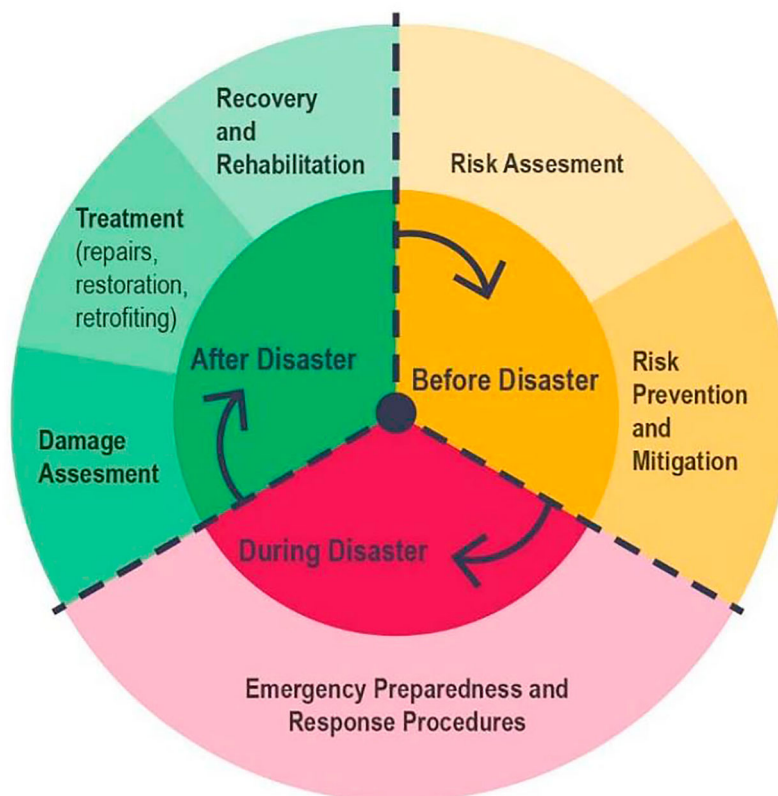 Recovery
and
Rehabilitation
Risk Assesment
Treatment
(repairs,
restoration,
retrofiting)
After Disaster
Before Disaster
Risk
Prevention
and
Mitigation
Damage
Assesment
During Disaster
Emergency Preparedness and
Response Procedures